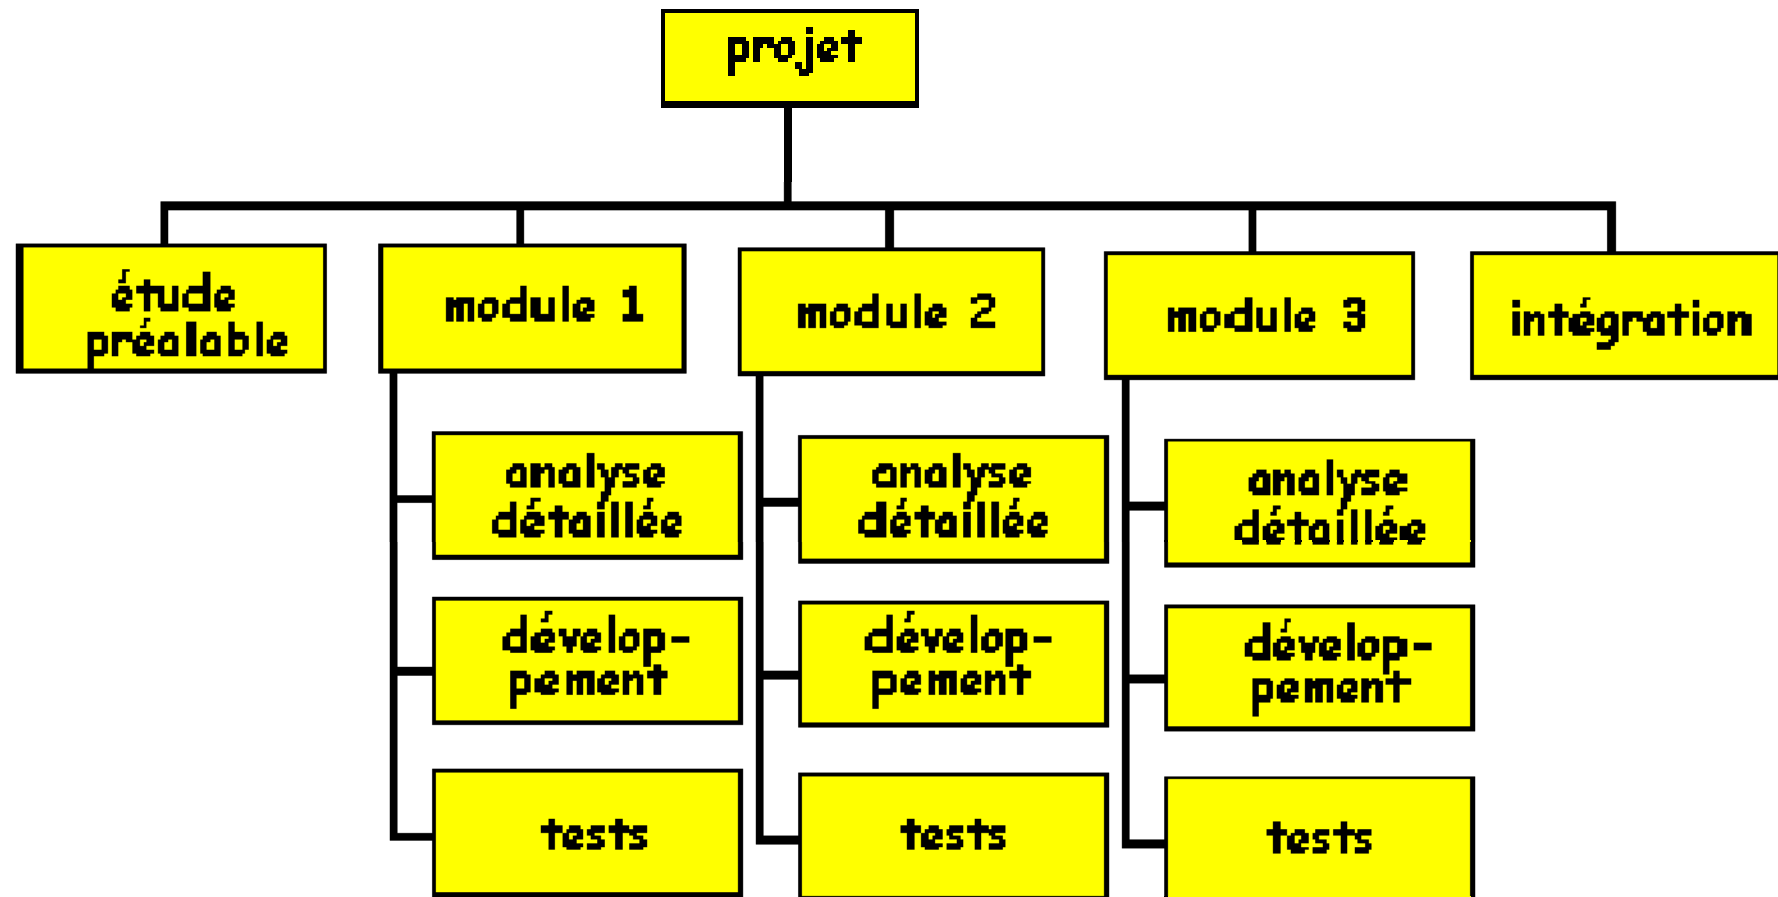 projet
étude
préalable
module 1
module 2
module 3
intégration
analyse
détaillée
analyse
détaillée
analyse
détaillée
dévelop-
pement
dévelop-
pement
dévelop-
pement
tests
tests
tests